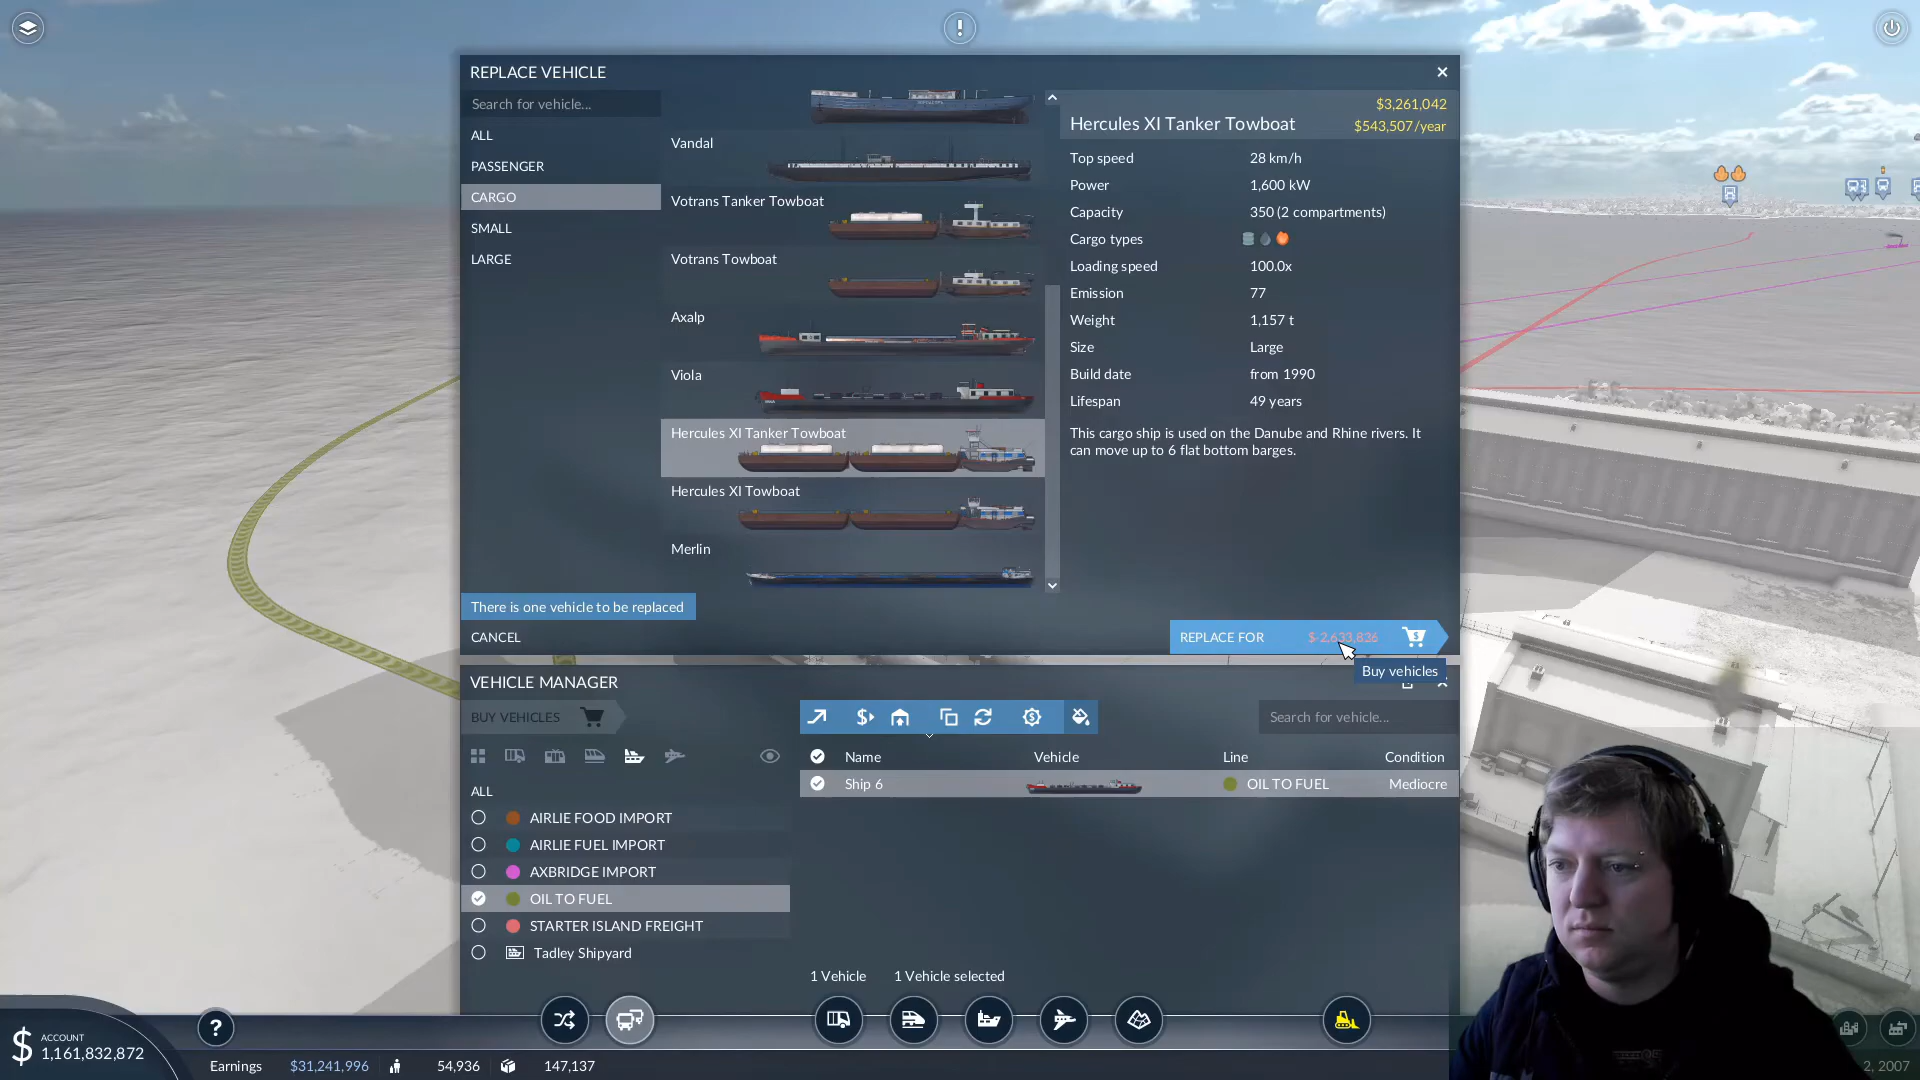 REPLACE VEHICLE
Search for vehicle...
ALL
PASSENGER
CARGO
SMALL
LARGE
Vandal
Votrans Tanker Towboat
Votrans Towboat
Axalp
Viola
Hercules XI Tanker Towboat
Hercules XI Towboat
Merlin
$3,261,042
Hercules XI Tanker Towboat
$543,507/year
Top speed 28 km/h
Power 1,600 kW
Capacity 350 (2 compartments)
Cargo types
Loading speed 100.0x
Emission 77
Weight 1,157 t
Size Large
Build date from 1990
Lifespan 49 years
This cargo ship is used on the Danube and Rhine rivers. It
can move up to 6 flat bottom barges.
There is one vehicle to be replaced
CANCEL
REPLACE FOR $-2,633,826
Buy vehicles
VEHICLE MANAGER
BUY VEHICLES
Search for vehicle...
Name Vehicle Line Condition
Ship 6 OIL TO FUEL Mediocre
ALL
AIRLIE FOOD IMPORT
AIRLIE FUEL IMPORT
AXBRIDGE IMPORT
OIL TO FUEL
STARTER ISLAND FREIGHT
Tadley Shipyard
1 Vehicle 1 Vehicle selected
$ ACCOUNT
1,161,832,872
?
Earnings $31,241,996 54,936 147,137
2, 2007